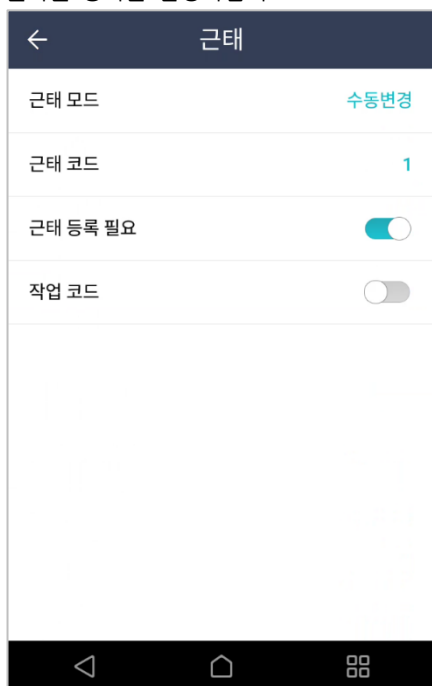 근태
근태 모드 수동변경
근태 코드 1
근태 등록 필요
작업 코드